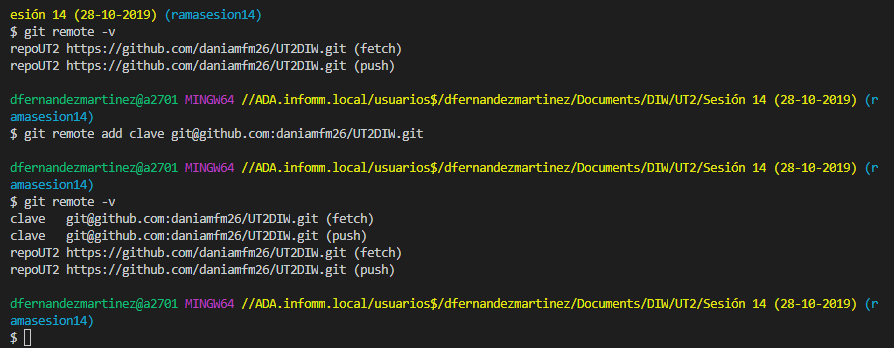 esión 14 (28-10-2019) (ramasesion14)
$ git remote -v
repoUT2 https://github.com/daniamfm26/UT2DIW.git (fetch)
repoUT2 https://github.com/daniamfm26/UT2DIW.git (push)
dfernandezmartinez@a2701 MINGW64 //ADA.infomm.local/usuarios$/dfernandezmartinez/Documents/DIW/UT2/Sesión 14 (28-10-2019) (r
amasesion14)
$ git remote add clave git@github.com:daniamfm26/UT2DIW.git
dfernandezmartinez@a2701 MINGW64 //ADA.infomm.local/usuarios$/dfernandezmartinez/Documents/DIW/UT2/Sesión 14 (28-10-2019) (r
amasesion14)
$ git remote -v
clave   git@github.com:daniamfm26/UT2DIW.git (fetch)
clave   git@github.com:daniamfm26/UT2DIW.git (push)
repoUT2 https://github.com/daniamfm26/UT2DIW.git (fetch)
repoUT2 https://github.com/daniamfm26/UT2DIW.git (push)
dfernandezmartinez@a2701 MINGW64 //ADA.infomm.local/usuarios$/dfernandezmartinez/Documents/DIW/UT2/Sesión 14 (28-10-2019) (r
amasesion14)
$